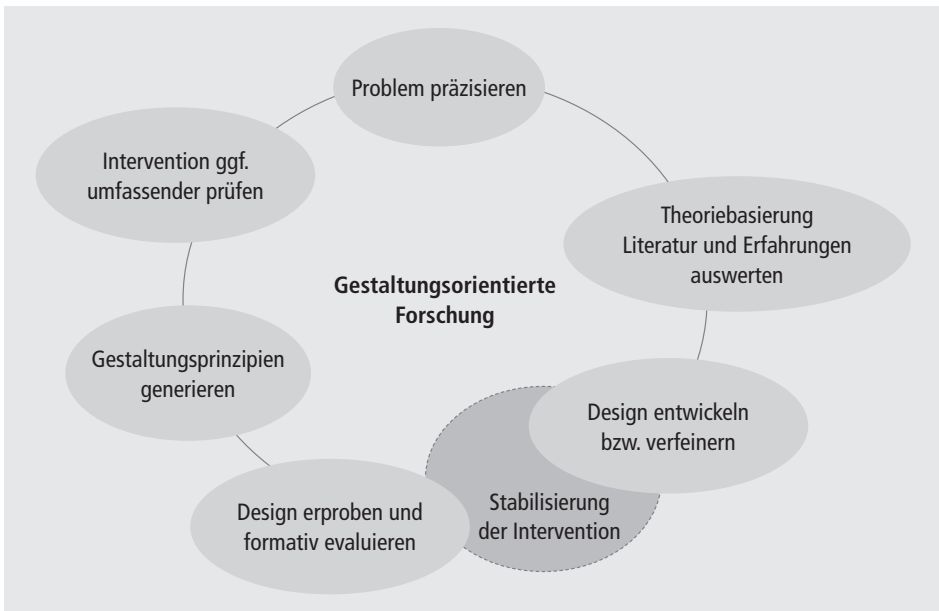 Problem präzisieren
Intervention ggf.
umfassender prüfen
Theoriebasierung
Literatur und Erfahrungen
auswerten
Gestaltungsorientierte
Forschung
Gestaltungsprinzipien
generieren
Design entwickeln
bzw. verfeinern
Stabilisierung
der Intervention
Design erproben und
formativ evaluieren